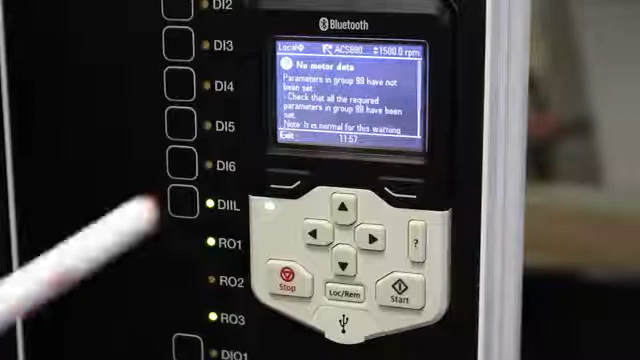 DI2
Bluetooth
DI3
Local ACS880 1500.0 rpm
No motor data
Parameters in group 99 have not
been set.
- Check that all the required
parameters in group 99 have been
set.
Note: It is normal for this warning
Exit 11:57
DI4
DI5
DI6
DIIL
RO1
RO2
RO3
DIO1
?
Stop
Loc/Rem
Start